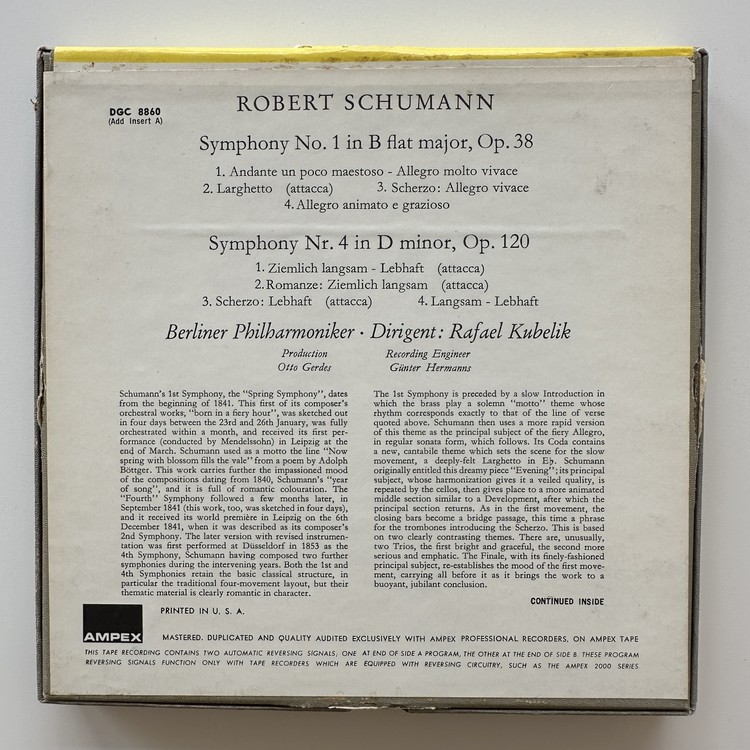 DGC 8860
(Add Insert A)
ROBERT SCHUMANN
Symphony No. 1 in B flat major, Op. 38
1. Andante un poco maestoso - Allegro molto vivace
2. Larghetto (attacca) 3. Scherzo: Allegro vivace
4. Allegro animato e grazioso
Symphony Nr. 4 in D minor, Op. 120
1. Ziemlich langsam - Lebhaft (attacca)
2. Romanze: Ziemlich langsam (attacca)
3. Scherzo: Lebhaft (attacca) 4. Langsam - Lebhaft
Berliner Philharmoniker · Dirigent: Rafael Kubelik
Production Recording Engineer
Otto Gerdes Günter Hermanns
Schumann's 1st Symphony, the "Spring Symphony", dates
from the beginning of 1841. This first of its composer's
orchestral works, "born in a fiery hour", was sketched out
in four days between the 23rd and 26th January, was fully
orchestrated within a month, and received its first per-
formance (conducted by Mendelssohn) in Leipzig at the
end of March. Schumann used as a motto the line "Now
spring with blossom fills the vale" from a poem by Adolph
Böttger. This work carries further the impassioned mood
of the compositions dating from 1840, Schumann's "year
of song", and it is full of romantic colouration. The
"Fourth" Symphony followed a few months later, in
September 1841 (this work, too, was sketched in four days),
and it received its world première in Leipzig on the 6th
December 1841, when it was described as its composer's
2nd Symphony. The later version with revised instrumen-
tation was first performed at Düsseldorf in 1853 as the
4th Symphony, Schumann having composed two further
symphonies during the intervening years. Both the 1st and
4th Symphonies retain the basic classical structure, in
particular the traditional four-movement layout, but their
thematic material is clearly romantic in character.
The 1st Symphony is preceded by a slow Introduction in
which the brass play a solemn "motto" theme whose
rhythm corresponds exactly to that of the line of verse
quoted above. Schumann then uses a more rapid version
of this theme as the principal subject of the fiery Allegro,
in regular sonata form, which follows. Its Coda contains
a new, cantabile theme which sets the scene for the slow
movement, a deeply-felt Larghetto in E♭. Schumann
originally entitled this dreamy piece "Evening"; its principal
subject, whose harmonization gives it a veiled quality, is
repeated by the cellos, then gives place to a more animated
middle section similar to a Development, after which the
principal section returns. As in the first movement, the
closing bars become a bridge passage, this time a phrase
for the trombones introducing the Scherzo. This is based
on two clearly contrasting themes. There are, unusually,
two Trios, the first bright and graceful, the second more
serious and emphatic. The Finale, with its finely-fashioned
principal subject, re-establishes the mood of the first move-
ment, carrying all before it as it brings the work to a
buoyant, jubilant conclusion.
CONTINUED INSIDE
AMPEX
PRINTED IN U. S. A.
MASTERED, DUPLICATED AND QUALITY AUDITED EXCLUSIVELY WITH AMPEX PROFESSIONAL RECORDERS, ON AMPEX TAPE
THIS TAPE RECORDING CONTAINS TWO AUTOMATIC REVERSING SIGNALS; ONE AT END OF SIDE A PROGRAM, THE OTHER AT THE END OF SIDE B. THESE PROGRAM
REVERSING SIGNALS FUNCTION ONLY WITH TAPE RECORDERS WHICH ARE EQUIPPED WITH REVERSING CIRCUITRY, SUCH AS THE AMPEX 2000 SERIES